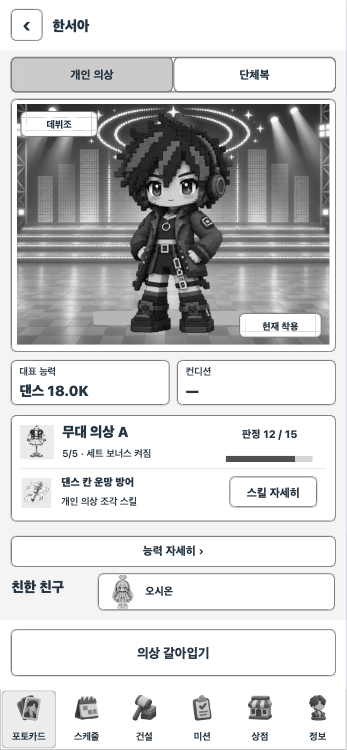 한서아
개인 의상
단체복
데뷔조
현재 착용
대표 능력
댄스 18.0K
컨디션
—
무대 의상 A
5/5 · 세트 보너스 켜짐
판정 12 / 15
댄스 칸 운망 방어
개인 의상 조각 스킬
스킬 자세히
능력 자세히 ›
친한 친구
오시온
의상 갈아입기
포토카드
스케줄
건설
미션
상점
정보